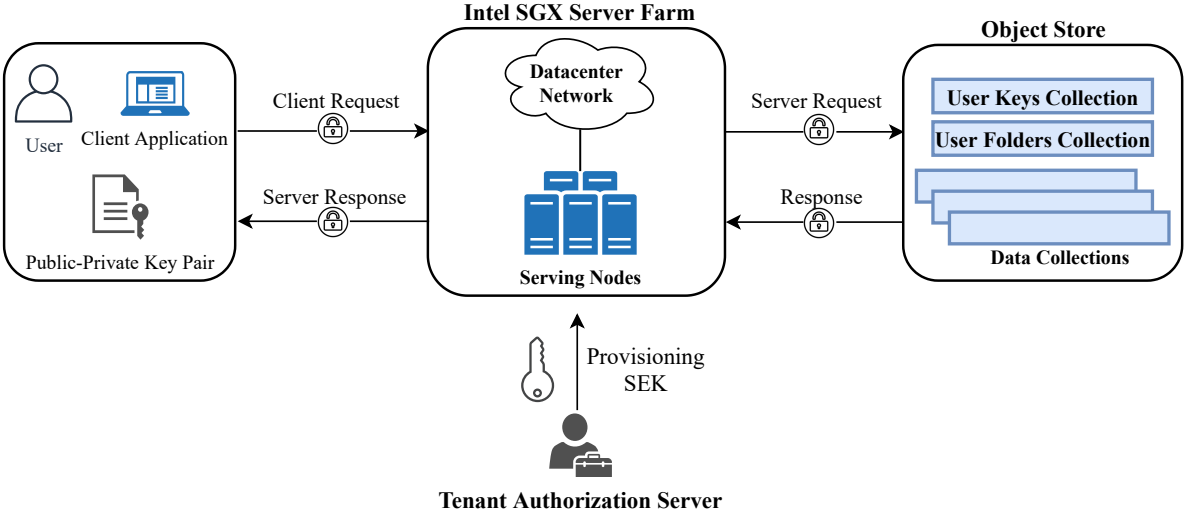 Intel SGX Server Farm
Object Store
User
Client Application
Public-Private Key Pair
Client Request
Server Response
Datacenter
Network
Serving Nodes
Server Request
Response
User Keys Collection
User Folders Collection
Data Collections
Provisioning
SEK
Tenant Authorization Server